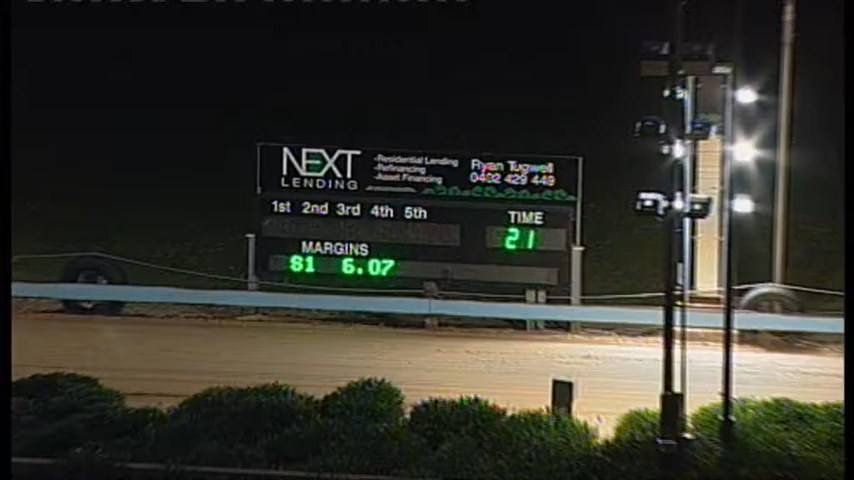 NEXT
LENDING
-Residential Lending
-Refinancing
-Asset Financing
Ryan Tugwell
0402 429 449
1st 2nd 3rd 4th 5th
TIME
21
MARGINS
S1 6.07